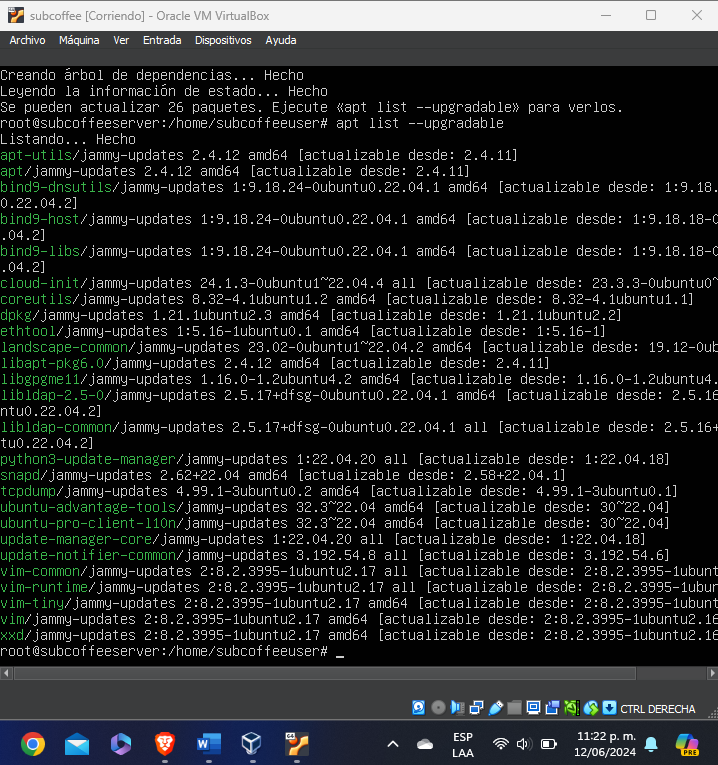 subcoffee [Corriendo] - Oracle VM VirtualBox
Archivo Máquina Ver Entrada Dispositivos Ayuda
Creando árbol de dependencias... Hecho
Leyendo la información de estado... Hecho
Se pueden actualizar 26 paquetes. Ejecute «apt list --upgradable» para verlos.
root@subcoffeeserver:/home/subcoffeeuser# apt list --upgradable
Listando... Hecho
apt-utils/jammy-updates 2.4.12 amd64 [actualizable desde: 2.4.11]
apt/jammy-updates 2.4.12 amd64 [actualizable desde: 2.4.11]
bind9-dnsutils/jammy-updates 1:9.18.24-0ubuntu0.22.04.1 amd64 [actualizable desde: 1:9.18.
0.22.04.2]
bind9-host/jammy-updates 1:9.18.24-0ubuntu0.22.04.1 amd64 [actualizable desde: 1:9.18.18-0
.04.2]
bind9-libs/jammy-updates 1:9.18.24-0ubuntu0.22.04.1 amd64 [actualizable desde: 1:9.18.18-0
.04.2]
cloud-init/jammy-updates 24.1.3-0ubuntu1~22.04.4 all [actualizable desde: 23.3.3-0ubuntu0~
coreutils/jammy-updates 8.32-4.1ubuntu1.2 amd64 [actualizable desde: 8.32-4.1ubuntu1.1]
dpkg/jammy-updates 1.21.1ubuntu2.3 amd64 [actualizable desde: 1.21.1ubuntu2.2]
ethtool/jammy-updates 1:5.16-1ubuntu0.1 amd64 [actualizable desde: 1:5.16-1]
landscape-common/jammy-updates 23.02-0ubuntu1~22.04.2 amd64 [actualizable desde: 19.12-0ub
libapt-pkg6.0/jammy-updates 2.4.12 amd64 [actualizable desde: 2.4.11]
libgpgme11/jammy-updates 1.16.0-1.2ubuntu4.2 amd64 [actualizable desde: 1.16.0-1.2ubuntu4.
libldap-2.5-0/jammy-updates 2.5.17+dfsg-0ubuntu0.22.04.1 amd64 [actualizable desde: 2.5.16
ntu0.22.04.2]
libldap-common/jammy-updates 2.5.17+dfsg-0ubuntu0.22.04.1 all [actualizable desde: 2.5.16+
tu0.22.04.2]
python3-update-manager/jammy-updates 1:22.04.20 all [actualizable desde: 1:22.04.18]
snapd/jammy-updates 2.62+22.04 amd64 [actualizable desde: 2.58+22.04.1]
tcpdump/jammy-updates 4.99.1-3ubuntu0.2 amd64 [actualizable desde: 4.99.1-3ubuntu0.1]
ubuntu-advantage-tools/jammy-updates 32.3~22.04 amd64 [actualizable desde: 30~22.04]
ubuntu-pro-client-l10n/jammy-updates 32.3~22.04 amd64 [actualizable desde: 30~22.04]
update-manager-core/jammy-updates 1:22.04.20 all [actualizable desde: 1:22.04.18]
update-notifier-common/jammy-updates 3.192.54.8 all [actualizable desde: 3.192.54.6]
vim-common/jammy-updates 2:8.2.3995-1ubuntu2.17 all [actualizable desde: 2:8.2.3995-1ubunt
vim-runtime/jammy-updates 2:8.2.3995-1ubuntu2.17 all [actualizable desde: 2:8.2.3995-1ubun
vim-tiny/jammy-updates 2:8.2.3995-1ubuntu2.17 amd64 [actualizable desde: 2:8.2.3995-1ubunt
vim/jammy-updates 2:8.2.3995-1ubuntu2.17 amd64 [actualizable desde: 2:8.2.3995-1ubuntu2.16
xxd/jammy-updates 2:8.2.3995-1ubuntu2.17 amd64 [actualizable desde: 2:8.2.3995-1ubuntu2.16
root@subcoffeeserver:/home/subcoffeeuser# _
CTRL DERECHA
ESP
LAA
11:22 p. m.
12/06/2024
PRE